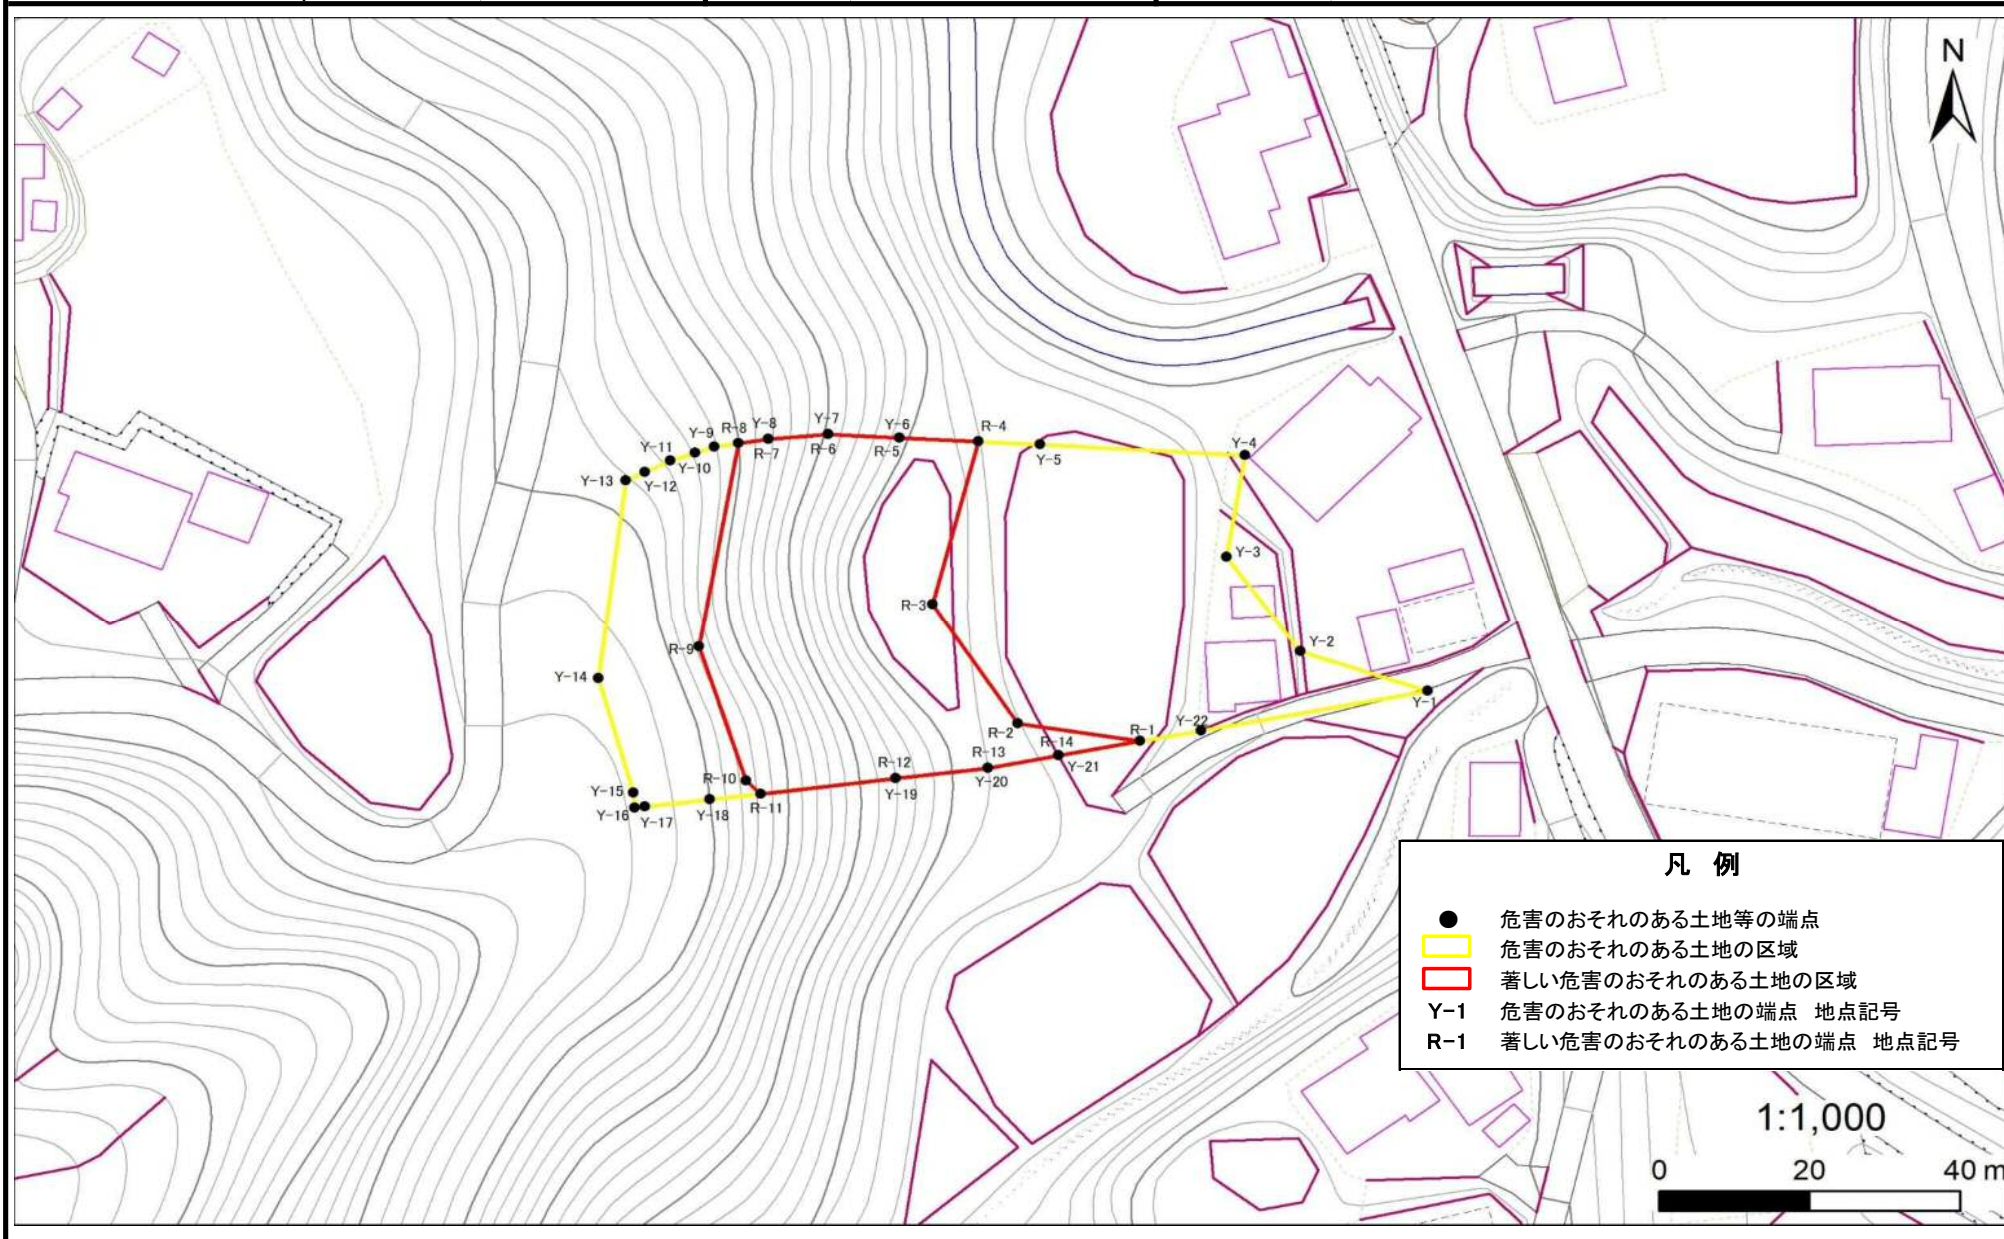 N
Y-7
Y-6
R-4
Y-8
R-8
Y-9
Y-11
Y-10
R-7
R-6
R-5
Y-5
Y-4
Y-13
Y-12
Y-3
R-3
R-9
Y-2
Y-14
Y-1
R-2
R-1
Y-22
R-14
R-13
Y-21
R-12
Y-20
R-10
Y-19
Y-15
R-11
Y-16
Y-17
Y-18
凡 例
危害のおそれのある土地等の端点
危害のおそれのある土地の区域
著しい危害のおそれのある土地の区域
Y-1 危害のおそれのある土地の端点 地点記号
R-1 著しい危害のおそれのある土地の端点 地点記号
1:1,000
0 20 40 m